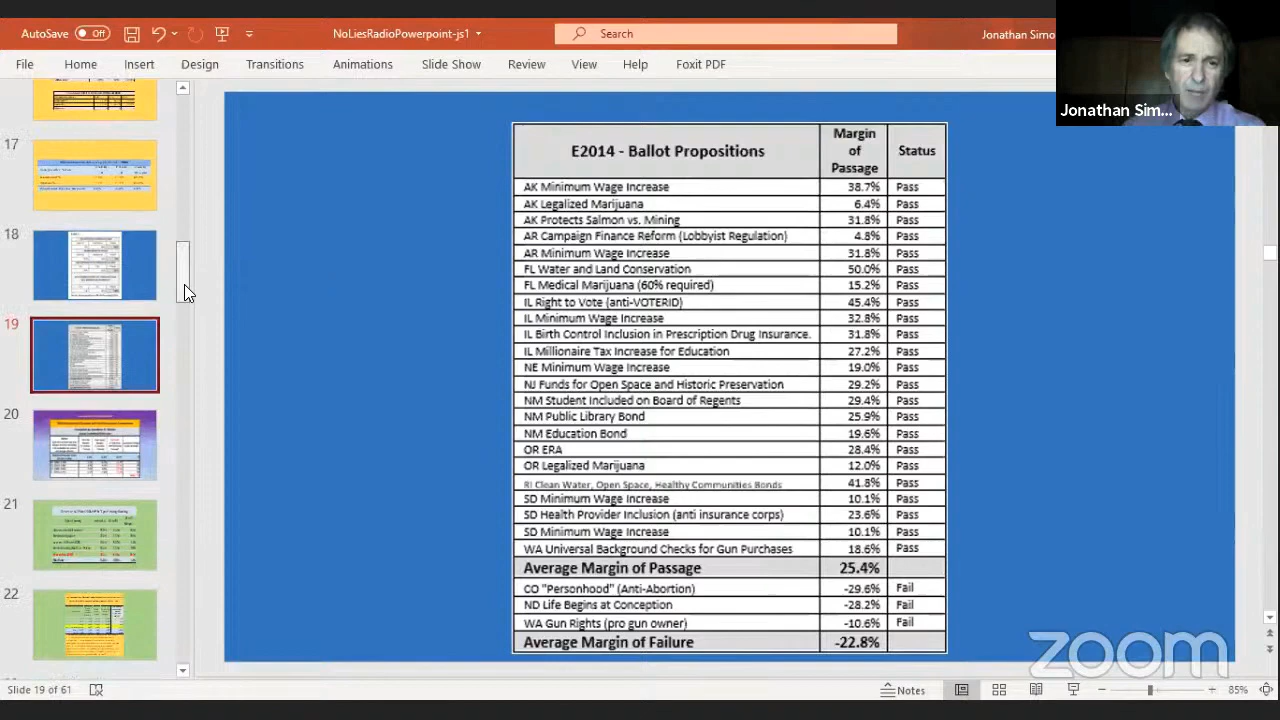 AutoSave Off NoLiesRadioPowerpoint-js1 Search Jonathan Simo
File Home Insert Design Transitions Animations Slide Show Review View Help Foxit PDF
Jonathan Sim...
17
18
19
20
21
22
E2014 - Ballot Propositions Margin of Passage Status
AK Minimum Wage Increase 38.7% Pass
AK Legalized Marijuana 6.4% Pass
AK Protects Salmon vs. Mining 31.8% Pass
AR Campaign Finance Reform (Lobbyist Regulation) 4.8% Pass
AR Minimum Wage Increase 31.8% Pass
FL Water and Land Conservation 50.0% Pass
FL Medical Marijuana (60% required) 15.2% Pass
IL Right to Vote (anti-VOTERID) 45.4% Pass
IL Minimum Wage Increase 32.8% Pass
IL Birth Control Inclusion in Prescription Drug Insurance. 31.8% Pass
IL Millionaire Tax Increase for Education 27.2% Pass
NE Minimum Wage Increase 19.0% Pass
NJ Funds for Open Space and Historic Preservation 29.2% Pass
NM Student Included on Board of Regents 29.4% Pass
NM Public Library Bond 25.9% Pass
NM Education Bond 19.6% Pass
OR ERA 28.4% Pass
OR Legalized Marijuana 12.0% Pass
RI Clean Water, Open Space, Healthy Communities Bonds 41.8% Pass
SD Minimum Wage Increase 10.1% Pass
SD Health Provider Inclusion (anti insurance corps) 23.6% Pass
SD Minimum Wage Increase 10.1% Pass
WA Universal Background Checks for Gun Purchases 18.6% Pass
Average Margin of Passage 25.4%
CO "Personhood" (Anti-Abortion) -29.6% Fail
ND Life Begins at Conception -28.2% Fail
WA Gun Rights (pro gun owner) -10.6% Fail
Average Margin of Failure -22.8%
zoom
Slide 19 of 61 Notes 85%